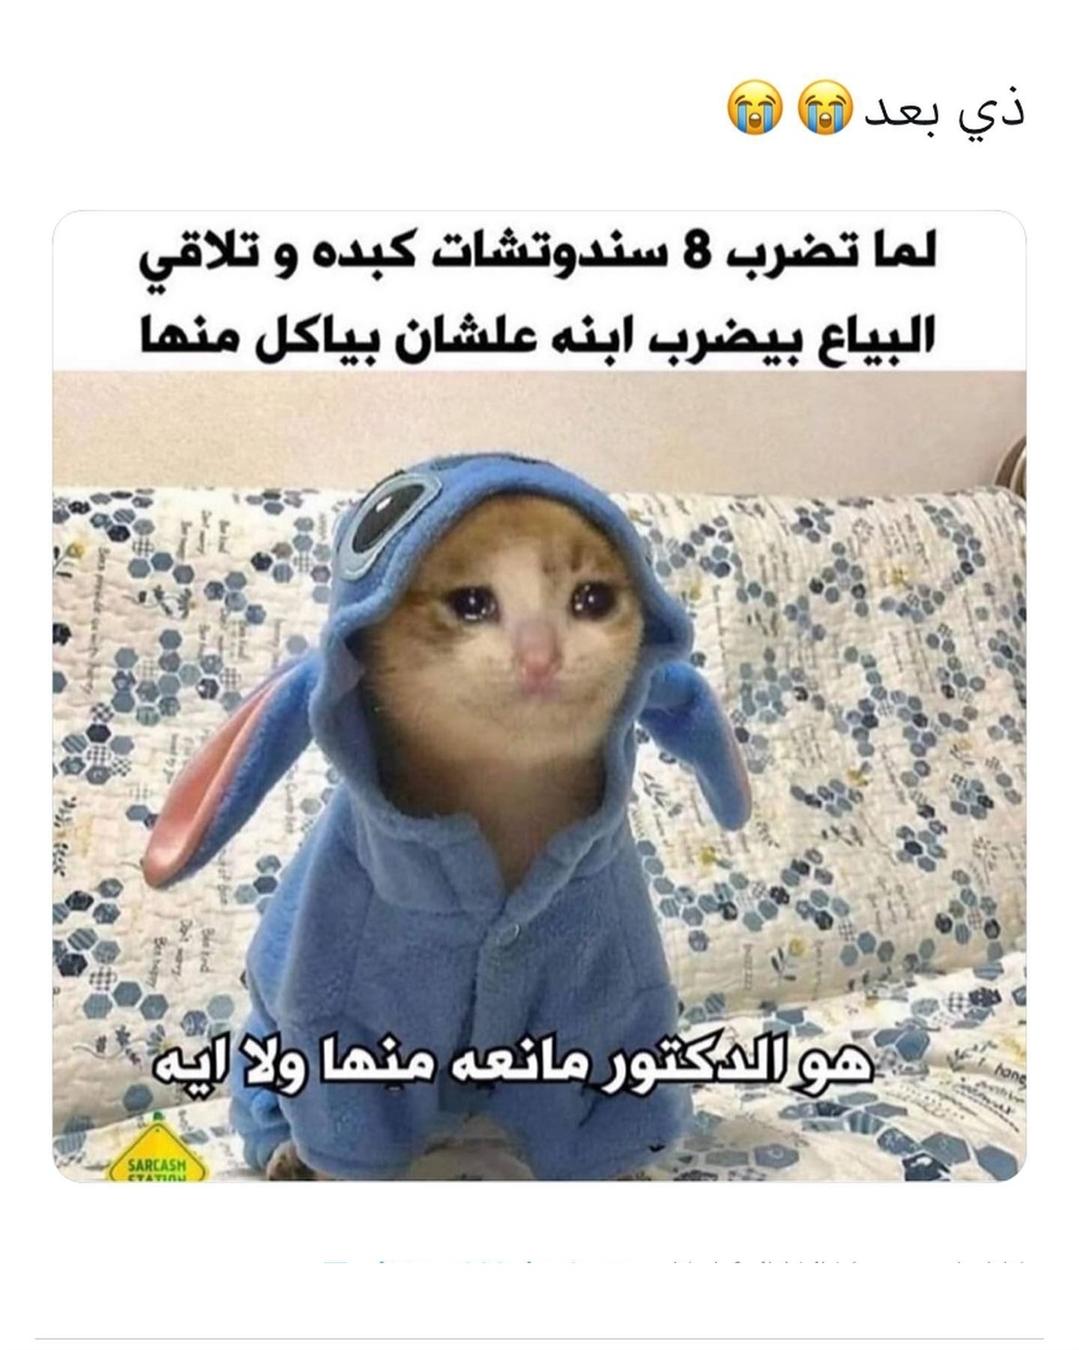 ذي بعد😭😭
لما تضرب 8 سندوتشات كبده و تلاقي
البياع بيضرب ابنه علشان بياكل منها
هو الدكتور مانعه منها ولا ايه
SARCASM
STATION